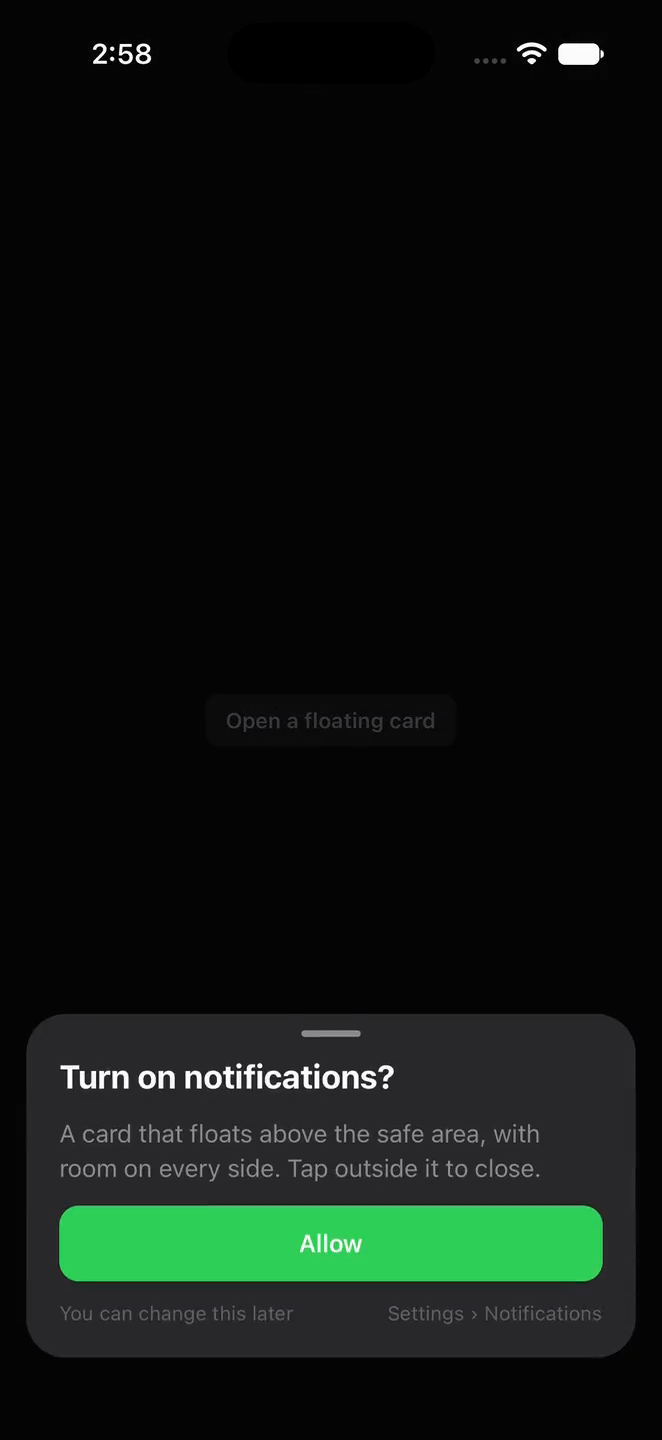 2:58
Open a floating card
Turn on notifications?
A card that floats above the safe area, with
room on every side. Tap outside it to close.
Allow
You can change this later
Settings › Notifications